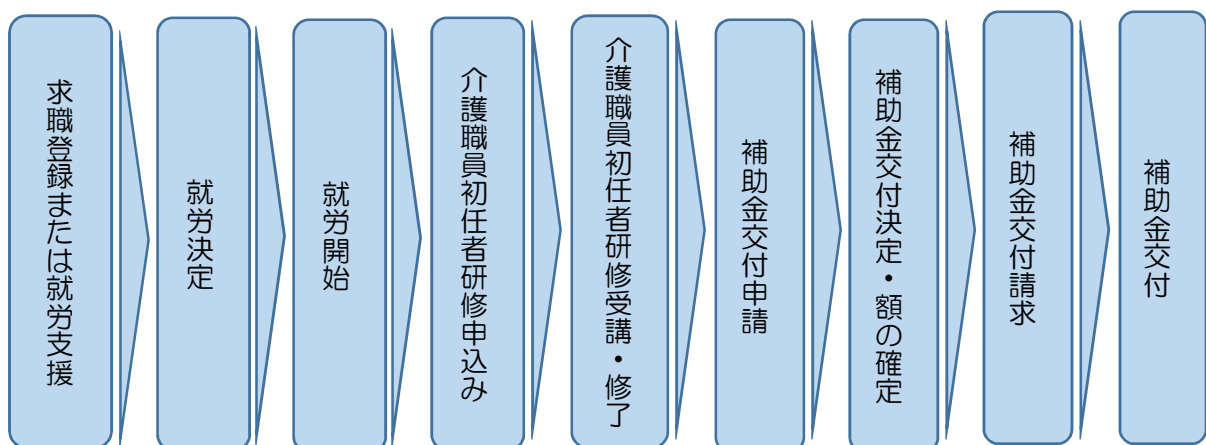 求職登録または就労支援
就労決定
就労開始
介護職員初任者研修申込み
介護職員初任者研修受講・修了
補助金交付申請
補助金交付決定・額の確定
補助金交付請求
補助金交付